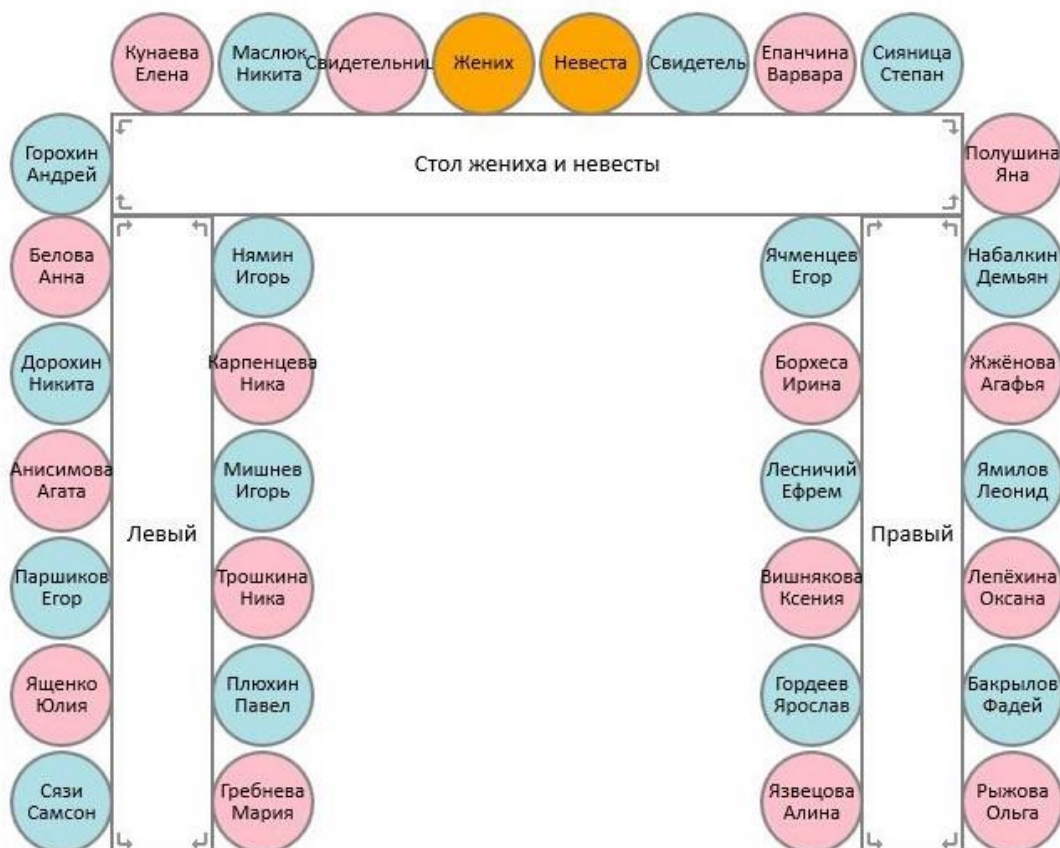 Кунаева
Елена
Маслюк
Никита
Свидетельниц
Жених
Невеста
Свидетель
Епанчина
Варвара
Сияница
Степан
Горохин
Андрей
Стол жениха и невесты
Полушина
Яна
Белова
Анна
Нямин
Игорь
Ячменцев
Егор
Набалкин
Демьян
Дорохин
Никита
Карпенцева
Ника
Борхеса
Ирина
Жжёнова
Агафья
Анисимова
Агата
Мишнев
Игорь
Лесничий
Ефрем
Ямилов
Леонид
Левый
Правый
Паршиков
Егор
Трошкина
Ника
Вишнякова
Ксения
Лепёхина
Оксана
Ященко
Юлия
Плюхин
Павел
Гордеев
Ярослав
Бакрылов
Фадей
Сязи
Самсон
Гребнева
Мария
Язвецова
Алина
Рыжова
Ольга